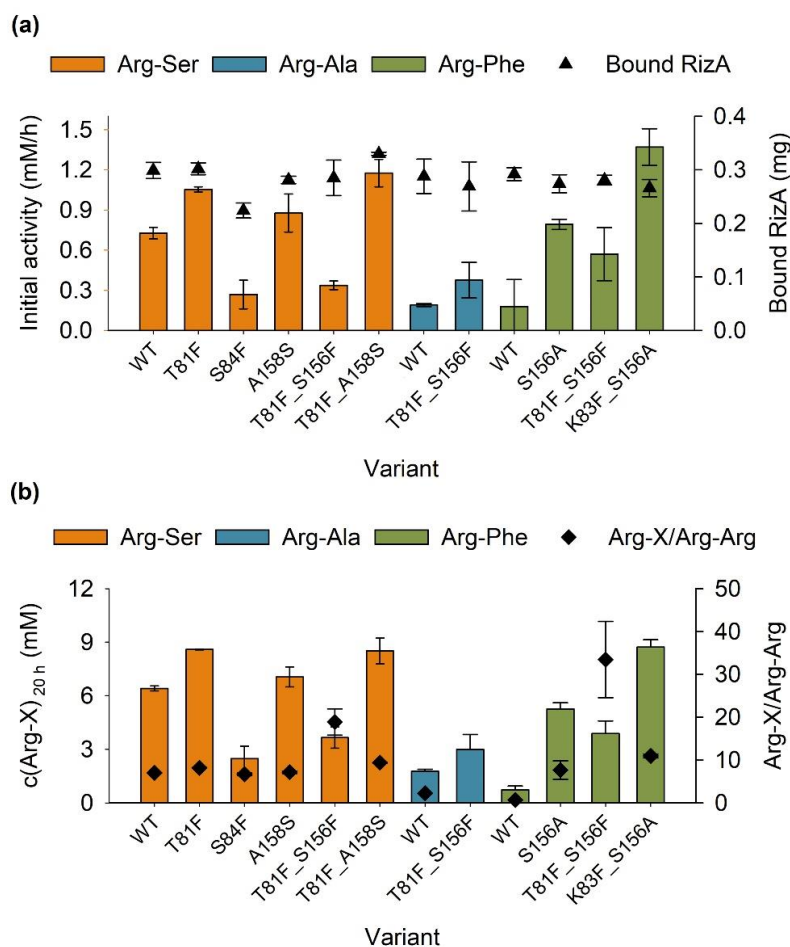 (a)
Arg-Ser Arg-Ala Arg-Phe Bound RizA
Initial activity (mM/h)
1.5
1.2
0.9
0.6
0.3
0.0
0.4
0.3
0.2
0.1
0.0
Bound RizA (mg)
WT
T81F
S84F
A158S
T81F_S156F
T81F_A158S
WT
T81F_S156F
WT
S156A
T81F_S156F
K83F_S156A
Variant
(b)
Arg-Ser Arg-Ala Arg-Phe Arg-X/Arg-Arg
c(Arg-X)20 h (mM)
12
9
6
3
0
50
40
30
20
10
0
Arg-X/Arg-Arg
WT
T81F
S84F
A158S
T81F_S156F
T81F_A158S
WT
T81F_S156F
WT
S156A
T81F_S156F
K83F_S156A
Variant